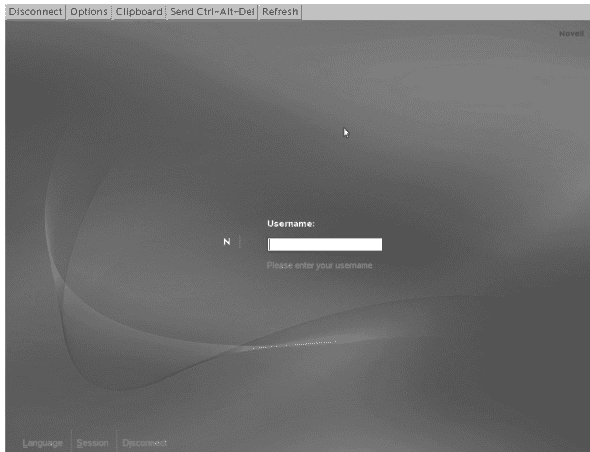 Disconnect Options Clipboard Send Ctrl-Alt-Del Refresh
Novell
Username:
N
Please enter your username
Language Session Disconnect